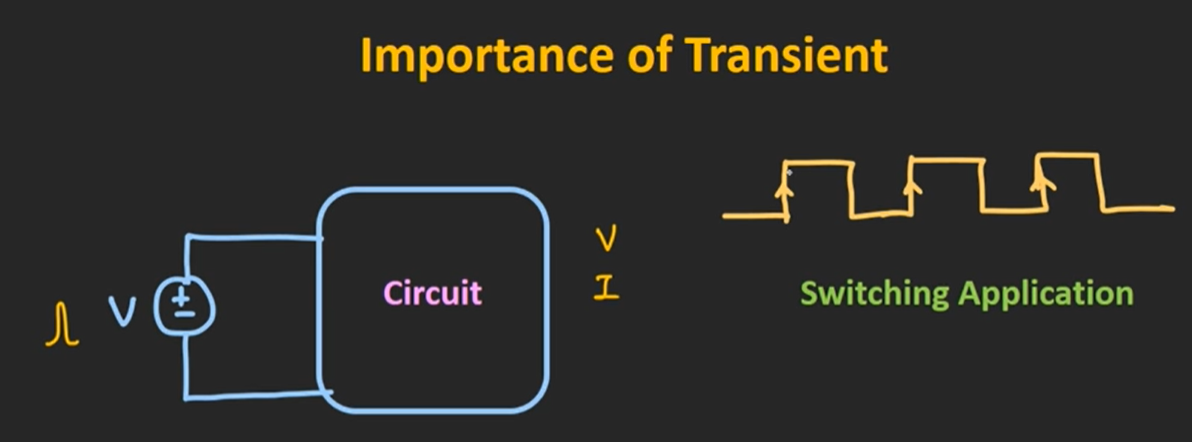 Importance of Transient
V
I
V
+
−
Circuit
Switching Application